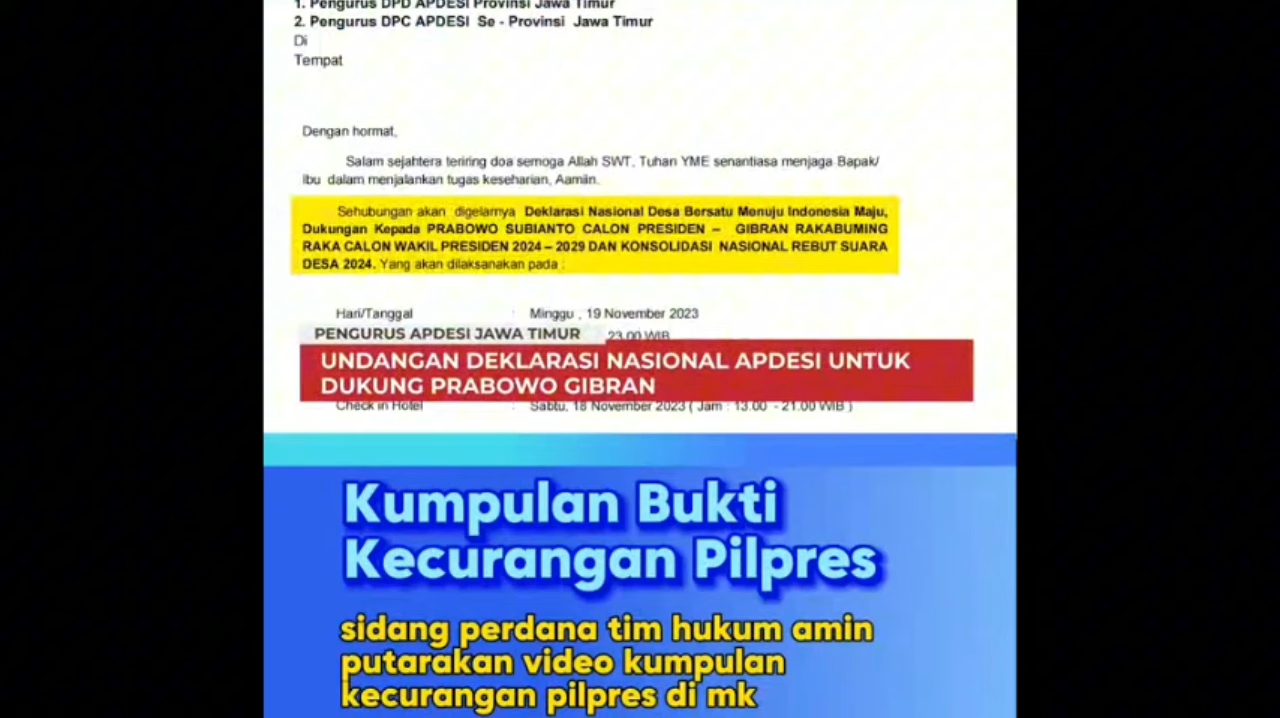 1. Pengurus DPD APDESI Provinsi Jawa Timur
2. Pengurus DPC APDESI Se - Provinsi Jawa Timur
Di
Tempat
Dengan hormat,
Salam sejahtera teriring doa semoga Allah SWT, Tuhan YME senantiasa menjaga Bapak/
Ibu dalam menjalankan tugas keseharian, Aamiin.
Sehubungan akan digelarnya Deklarasi Nasional Desa Bersatu Menuju Indonesia Maju,
Dukungan Kepada PRABOWO SUBIANTO CALON PRESIDEN – GIBRAN RAKABUMING
RAKA CALON WAKIL PRESIDEN 2024 – 2029 DAN KONSOLIDASI NASIONAL REBUT SUARA
DESA 2024. Yang akan dilaksanakan pada :
Hari/Tanggal : Minggu , 19 November 2023
PENGURUS APDESI JAWA TIMUR 23.00 WIB
UNDANGAN DEKLARASI NASIONAL APDESI UNTUK
DUKUNG PRABOWO GIBRAN
Check in Hotel : Sabtu, 18 November 2023 ( Jam : 13.00 - 21.00 WIB )
Kumpulan Bukti
Kecurangan Pilpres
sidang perdana tim hukum amin
putarakan video kumpulan
kecurangan pilpres di mk